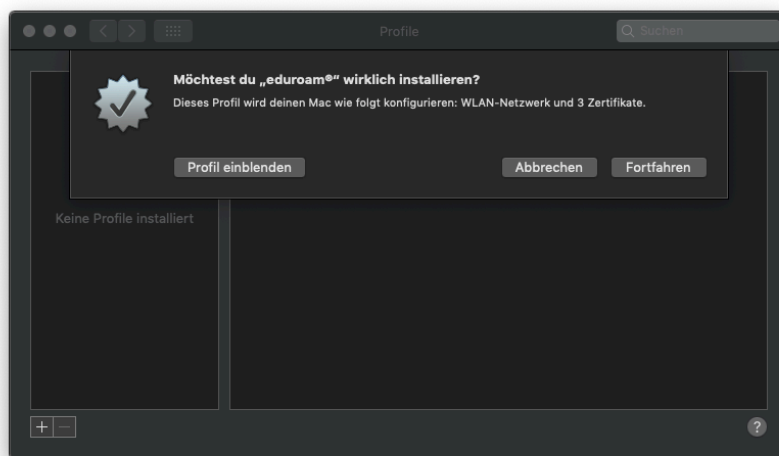 Profile
Suchen
Möchtest du „eduroam®“ wirklich installieren?
Dieses Profil wird deinen Mac wie folgt konfigurieren: WLAN-Netzwerk und 3 Zertifikate.
Profil einblenden
Abbrechen
Fortfahren
Keine Profile installiert
+
−
?